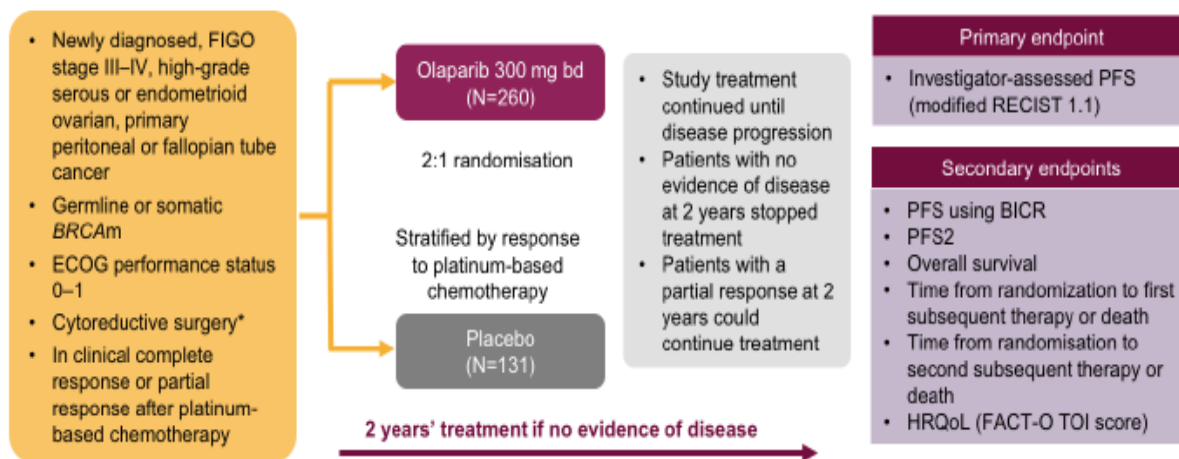 • Newly diagnosed, FIGO
stage III–IV, high-grade
serous or endometrioid
ovarian, primary
peritoneal or fallopian tube
cancer
• Germline or somatic
BRCAm
• ECOG performance status
0–1
• Cytoreductive surgery*
• In clinical complete
response or partial
response after platinum-
based chemotherapy
Olaparib 300 mg bd
(N=260)
2:1 randomisation
Stratified by response
to platinum-based
chemotherapy
Placebo
(N=131)
2 years’ treatment if no evidence of disease
• Study treatment
continued until
disease progression
• Patients with no
evidence of disease
at 2 years stopped
treatment
• Patients with a
partial response at 2
years could
continue treatment
Primary endpoint
• Investigator-assessed PFS
(modified RECIST 1.1)
Secondary endpoints
• PFS using BICR
• PFS2
• Overall survival
• Time from randomization to first
subsequent therapy or death
• Time from randomisation to
second subsequent therapy or
death
• HRQoL (FACT-O TOI score)